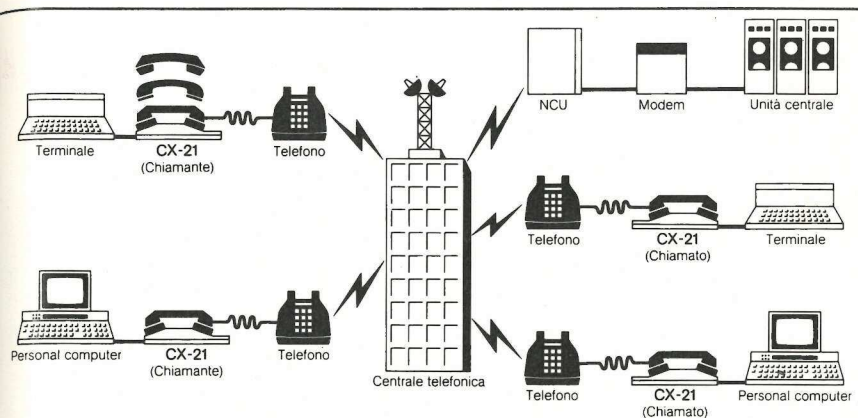 NCU
Modem
Unità centrale
Terminale
CX-21
(Chiamante)
Telefono
Telefono
CX-21
(Chiamato)
Terminale
Personal computer
CX-21
(Chiamante)
Telefono
Centrale telefonica
Telefono
CX-21
(Chiamato)
Personal computer